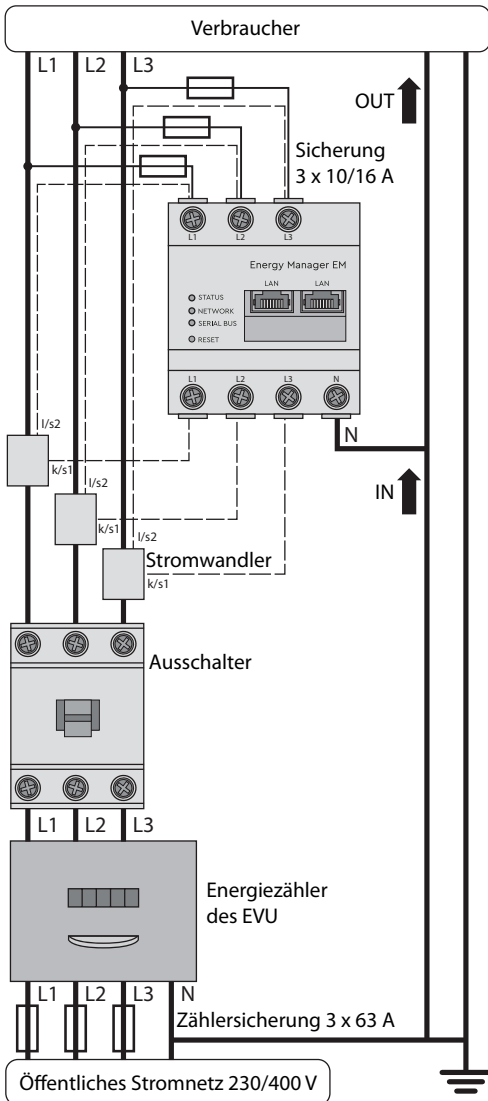 Verbraucher
L1 L2 L3
OUT
Sicherung
3 x 10/16 A
L1 L2 L3
Energy Manager EM
LAN LAN
STATUS
NETWORK
SERIAL BUS
RESET
L1 L2 L3 N
N
l/s2
k/s1
IN
l/s2
k/s1
l/s2
Stromwandler
k/s1
Ausschalter
L1 L2 L3
Energiezähler
des EVU
L1 L2 L3 N
Zählersicherung 3 x 63 A
Öffentliches Stromnetz 230/400 V